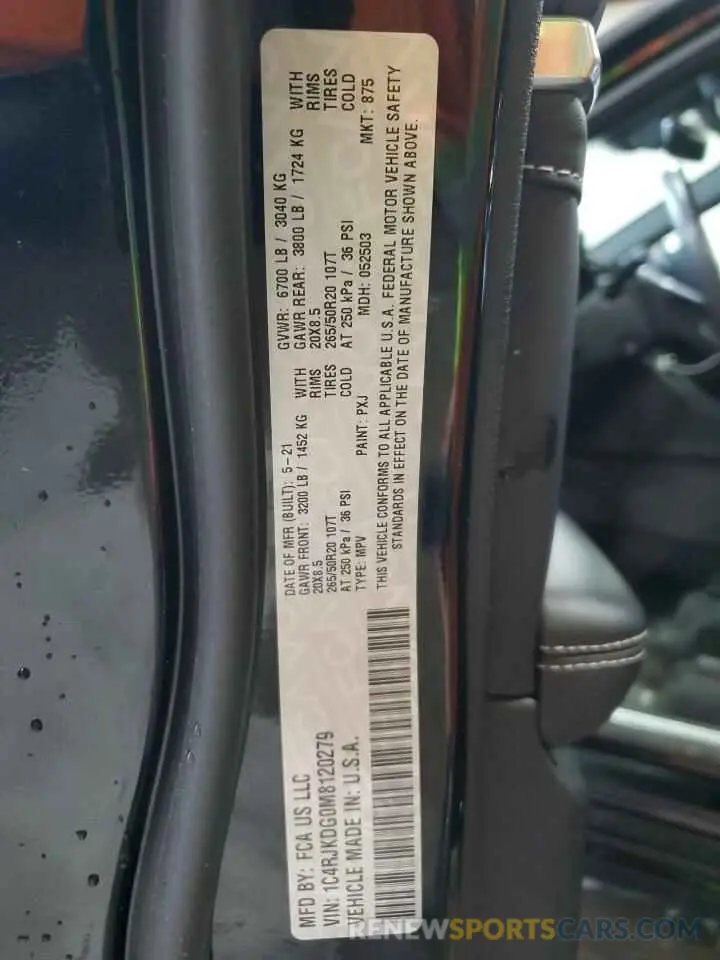 MFD BY: FCA US LLC
VIN: 1C4RJKDG0M8120279
VEHICLE MADE IN: U.S.A.
DATE OF MFR (BUILT): 5-21
GAWR FRONT: 3200 LB / 1452 KG WITH
20X8.5 RIMS
265/50R20 107T TIRES
AT 250 kPa / 36 PSI COLD
TYPE: MPV PAINT: PXJ
GVWR: 6700 LB / 3040 KG
GAWR REAR: 3800 LB / 1724 KG WITH
20X8.5 RIMS
265/50R20 107T TIRES
AT 250 kPa / 36 PSI COLD
MDH: 052503 MKT: 875
THIS VEHICLE CONFORMS TO ALL APPLICABLE U.S.A. FEDERAL MOTOR VEHICLE SAFETY
STANDARDS IN EFFECT ON THE DATE OF MANUFACTURE SHOWN ABOVE.
RENEWSPORTSCARS.COM